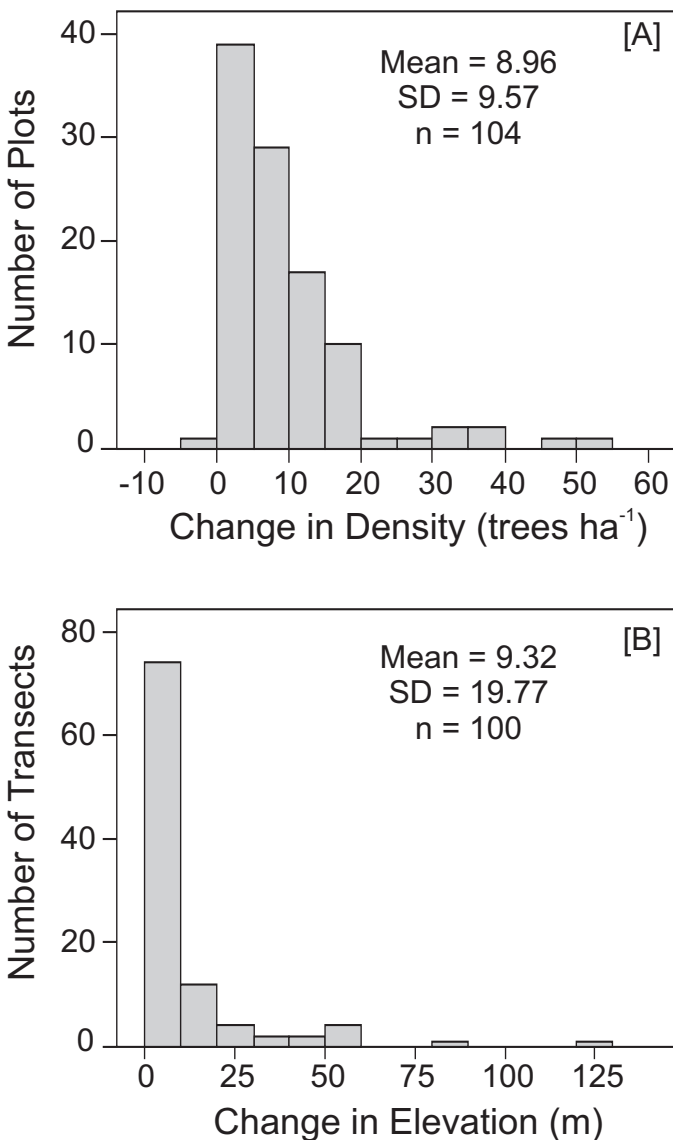 [A]
Mean = 8.96
SD = 9.57
n = 104
Number of Plots
40
30
20
10
0
-10 0 10 20 30 40 50 60
Change in Density (trees ha⁻¹)
[B]
Mean = 9.32
SD = 19.77
n = 100
Number of Transects
80
60
40
20
0
0 25 50 75 100 125
Change in Elevation (m)